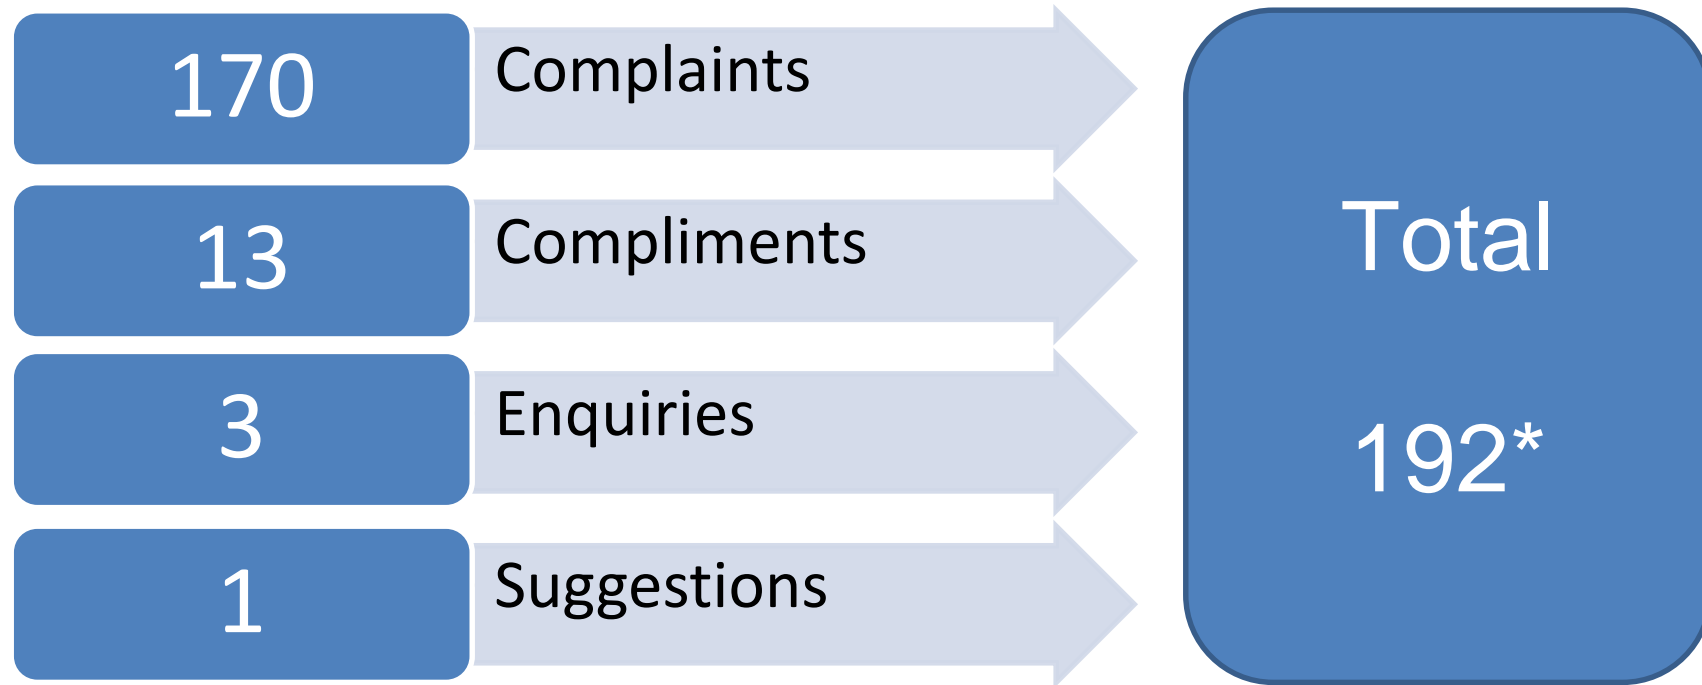 170
Complaints
13
Compliments
3
Enquiries
1
Suggestions
Total
192*